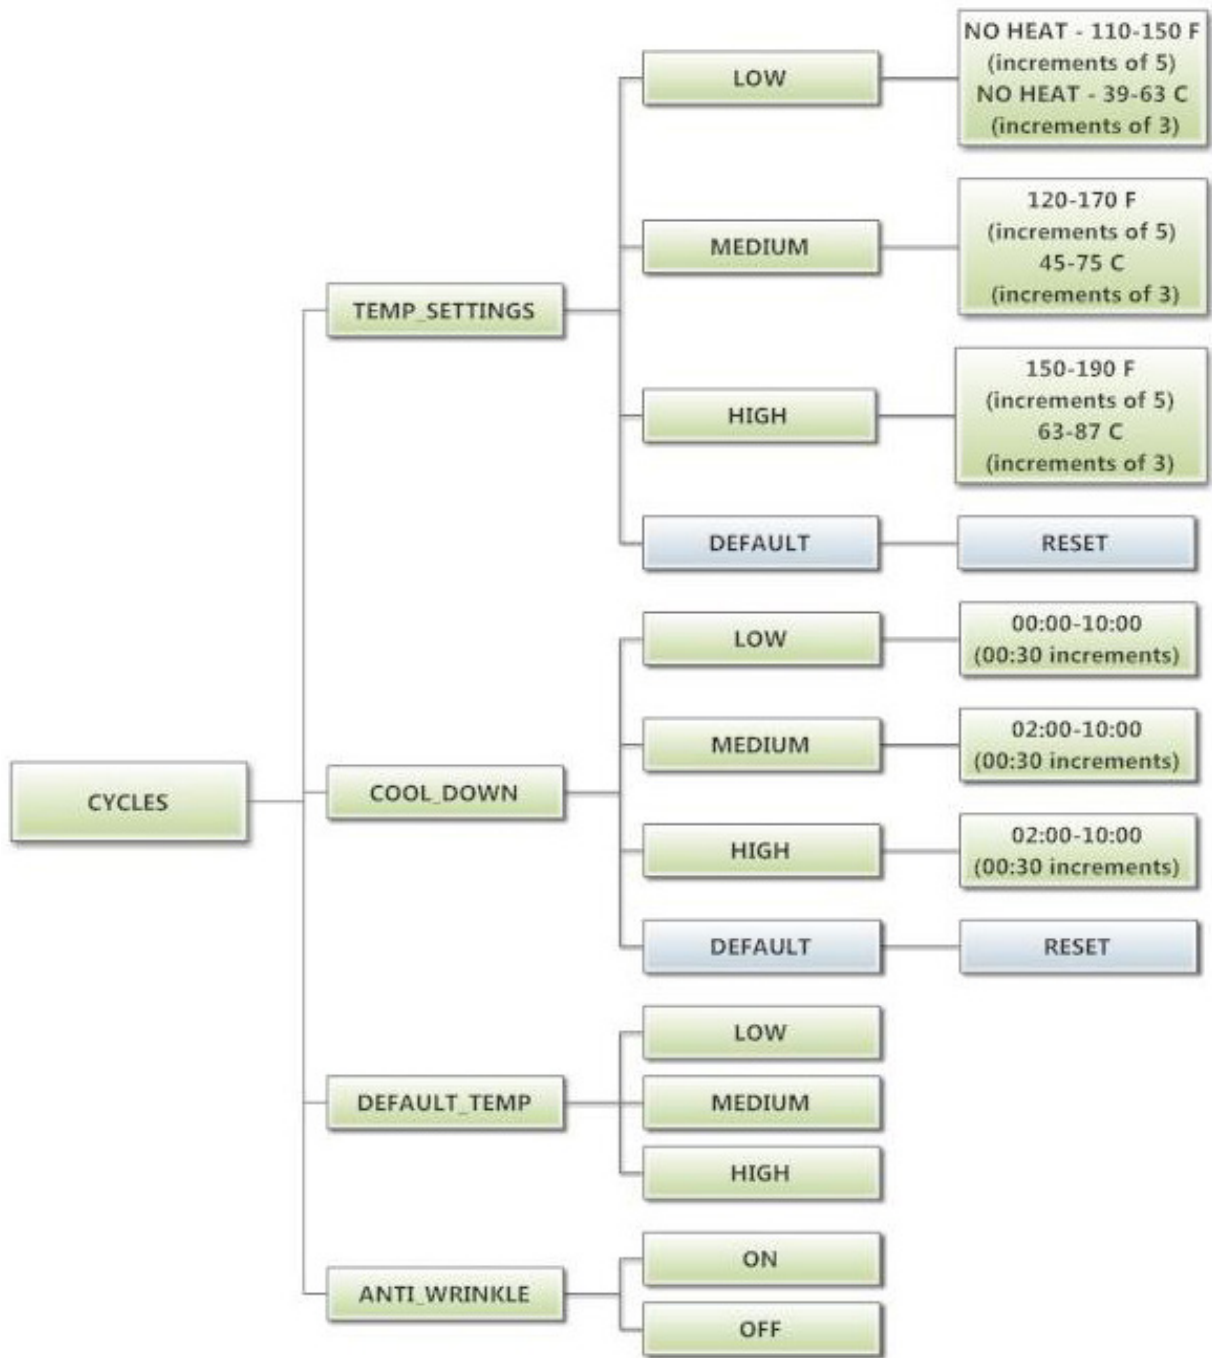 CYCLES
TEMP_SETTINGS
LOW
NO HEAT - 110-150 F
(increments of 5)
NO HEAT - 39-63 C
(increments of 3)
MEDIUM
120-170 F
(increments of 5)
45-75 C
(increments of 3)
HIGH
150-190 F
(increments of 5)
63-87 C
(increments of 3)
DEFAULT
RESET
COOL_DOWN
LOW
00:00-10:00
(00:30 increments)
MEDIUM
02:00-10:00
(00:30 increments)
HIGH
02:00-10:00
(00:30 increments)
DEFAULT
RESET
DEFAULT_TEMP
LOW
MEDIUM
HIGH
ANTI_WRINKLE
ON
OFF